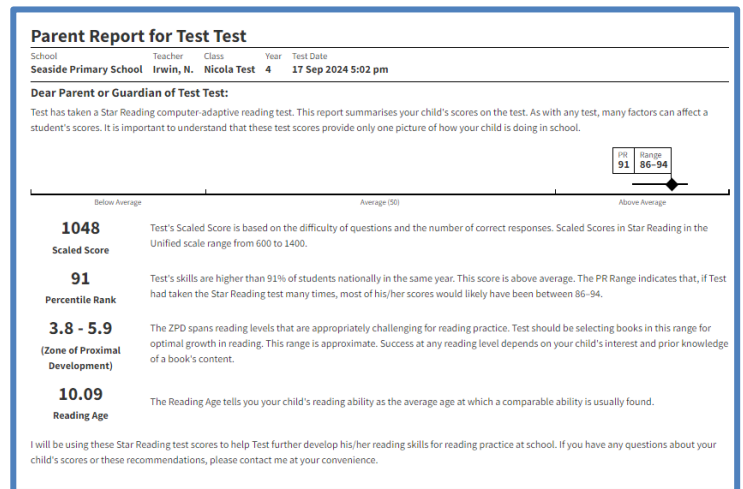 Parent Report for Test Test
School Teacher Class Year Test Date
Seaside Primary School Irwin, N. Nicola Test 4 17 Sep 2024 5:02 pm
Dear Parent or Guardian of Test Test:
Test has taken a Star Reading computer-adaptive reading test. This report summarises your child's scores on the test. As with any test, many factors can affect a
student's scores. It is important to understand that these test scores provide only one picture of how your child is doing in school.
PR Range
91 86–94
Below Average Average (50) Above Average
1048
Scaled Score
Test's Scaled Score is based on the difficulty of questions and the number of correct responses. Scaled Scores in Star Reading in the
Unified scale range from 600 to 1400.
91
Percentile Rank
Test's skills are higher than 91% of students nationally in the same year. This score is above average. The PR Range indicates that, if Test
had taken the Star Reading test many times, most of his/her scores would likely have been between 86–94.
3.8 - 5.9
(Zone of Proximal
Development)
The ZPD spans reading levels that are appropriately challenging for reading practice. Test should be selecting books in this range for
optimal growth in reading. This range is approximate. Success at any reading level depends on your child's interest and prior knowledge
of a book's content.
10.09
Reading Age
The Reading Age tells you your child's reading ability as the average age at which a comparable ability is usually found.
I will be using these Star Reading test scores to help Test further develop his/her reading skills for reading practice at school. If you have any questions about your
child's scores or these recommendations, please contact me at your convenience.